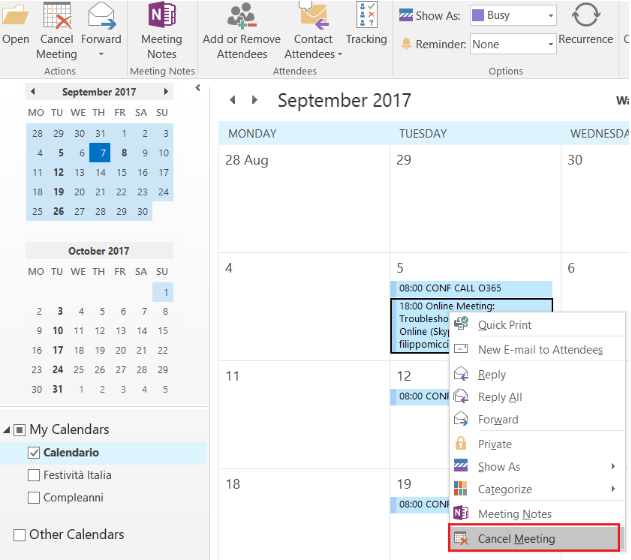 Open
Cancel
Meeting
Forward
Meeting
Notes
Add or Remove
Attendees
Contact
Attendees
Tracking
Show As:
Busy
Reminder:
None
Recurrence
Actions
Meeting Notes
Attendees
Options
September 2017
MO TU WE TH FR SA SU
28 29 30 31 1 2 3
4 5 6 7 8 9 10
11 12 13 14 15 16 17
18 19 20 21 22 23 24
25 26 27 28 29 30
October 2017
MO TU WE TH FR SA SU
1
2 3 4 5 6 7 8
9 10 11 12 13 14 15
16 17 18 19 20 21 22
23 24 25 26 27 28 29
30 31 1 2 3 4 5
My Calendars
Calendario
Festività Italia
Compleanni
Other Calendars
September 2017
Wa
MONDAY TUESDAY WEDNESDA
28 Aug 29 30
4 5 6
08:00 CONF CALL O365
18:00 Online Meeting:
Troublesho
Online (Sky
filippomicci
11 12
08:00 CONF
18 19
08:00 CONF
Quick Print
New E-mail to Attendees
Reply
Reply All
Forward
Private
Show As
Categorize
Meeting Notes
Cancel Meeting